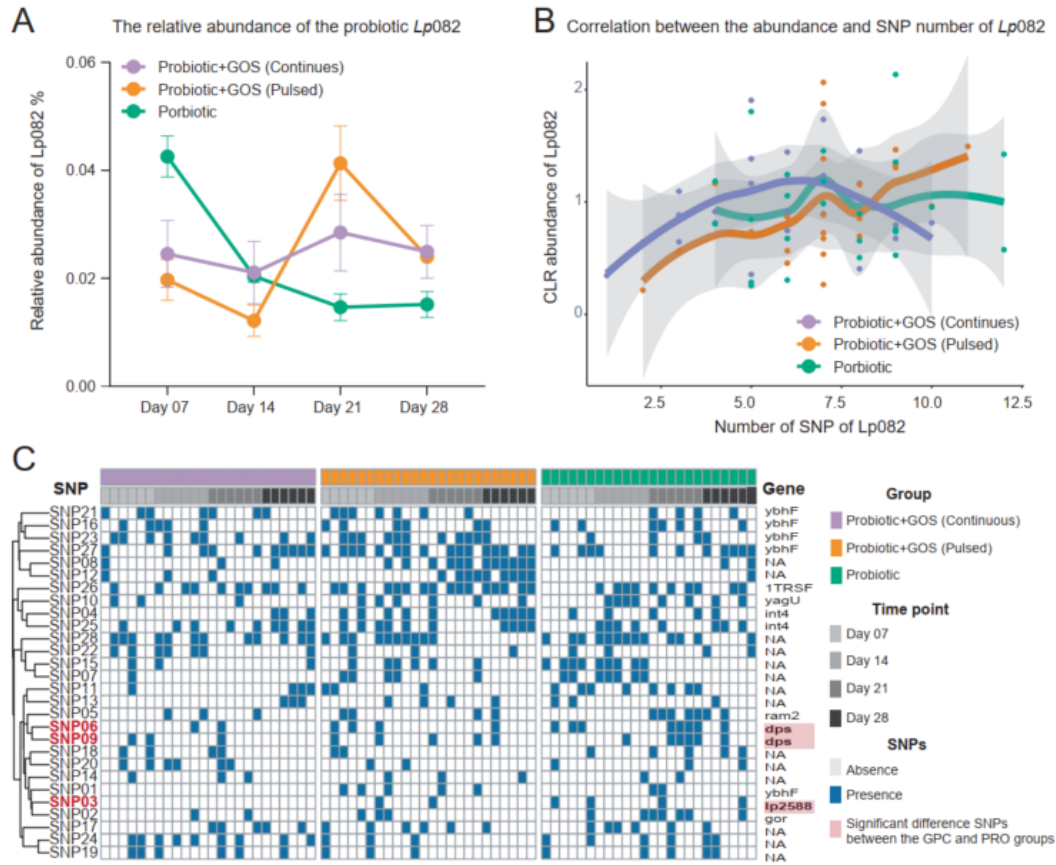 A
The relative abundance of the probiotic Lp082
0.06
0.04
0.02
0.00
Relative abundance of Lp082 %
Probiotic+GOS (Continues)
Probiotic+GOS (Pulsed)
Porbiotic
Day 07
Day 14
Day 21
Day 28
B
Correlation between the abundance and SNP number of Lp082
2
1
0
CLR abundance of Lp082
Probiotic+GOS (Continues)
Probiotic+GOS (Pulsed)
Porbiotic
2.5
5.0
7.5
10.0
12.5
Number of SNP of Lp082
C
SNP
Gene
SNP21 ybhF
SNP16 ybhF
SNP23 ybhF
SNP27 ybhF
SNP08 NA
SNP12 NA
SNP26 1TRSF
SNP10 yagU
SNP04 int4
SNP25 int4
SNP28 NA
SNP22 NA
SNP15 NA
SNP07 NA
SNP11 NA
SNP13 NA
SNP05 ram2
SNP06 dps
SNP09 dps
SNP18 NA
SNP20 NA
SNP14 NA
SNP01 ybhF
SNP03 lp2588
SNP02 gor
SNP17 NA
SNP24 NA
SNP19 NA
Group
Probiotic+GOS (Continuous)
Probiotic+GOS (Pulsed)
Probiotic
Time point
Day 07
Day 14
Day 21
Day 28
SNPs
Absence
Presence
Significant difference SNPs
between the GPC and PRO groups